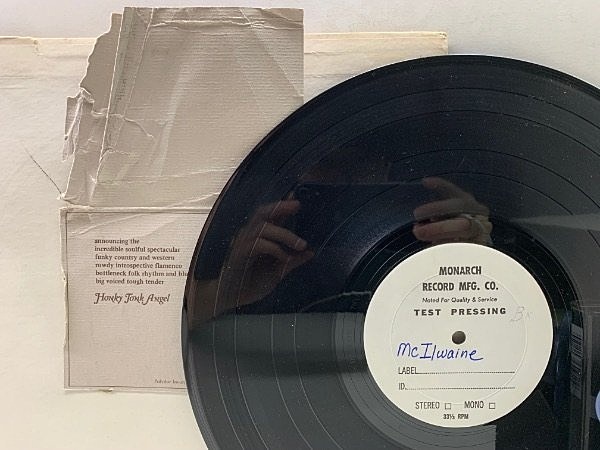 announcing the
incredible soulful spectacular
funky country and western
rowdy introspective flamenco
bottleneck folk rhythm and
big voiced tough tender
Honky Tonk Angel
MONARCH
RECORD MFG. CO.
Noted For Quality & Service
TEST PRESSING
McIlwaine
LABEL
ID.
STEREO MONO
33⅓ RPM